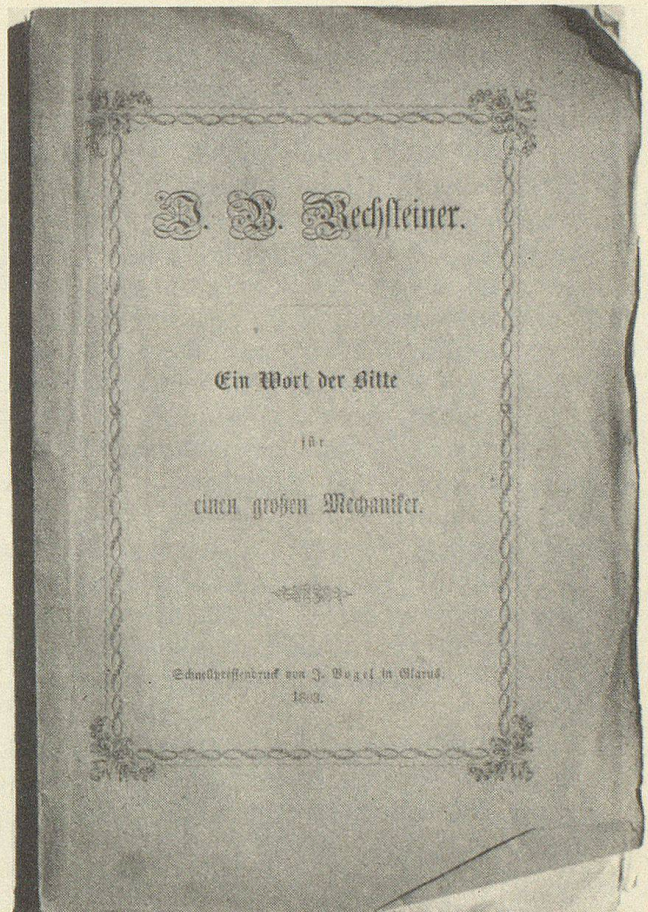 J. B. Rechsteiner.
Ein Wort der Bitte
für
einen großen Mechaniker.
Schnellpressendruck von J. Vogel in Glarus.